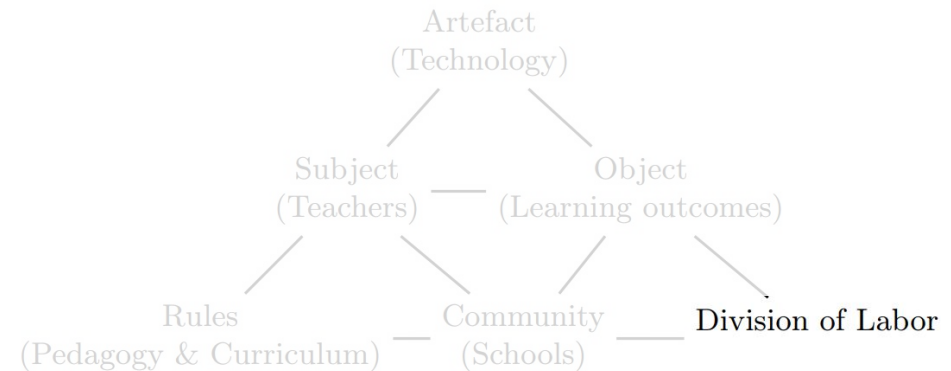 Artefact
(Technology)
Subject
(Teachers)
Object
(Learning outcomes)
Rules
(Pedagogy & Curriculum)
Community
(Schools)
Division of Labor